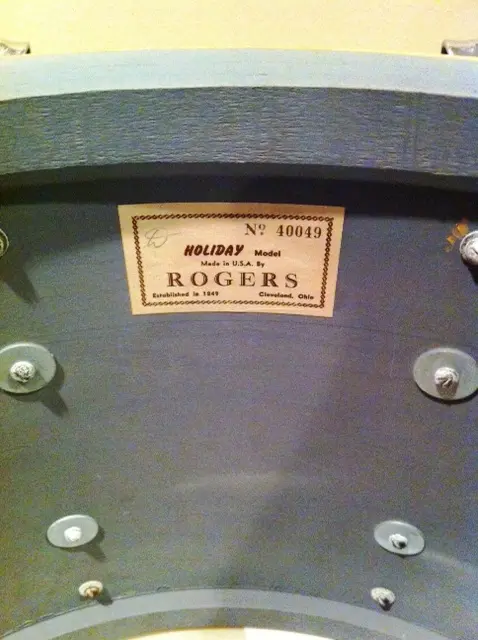 Nº 40049
HOLIDAY Model
Made in U.S.A. By
ROGERS
Established in 1849 Cleveland, Ohio